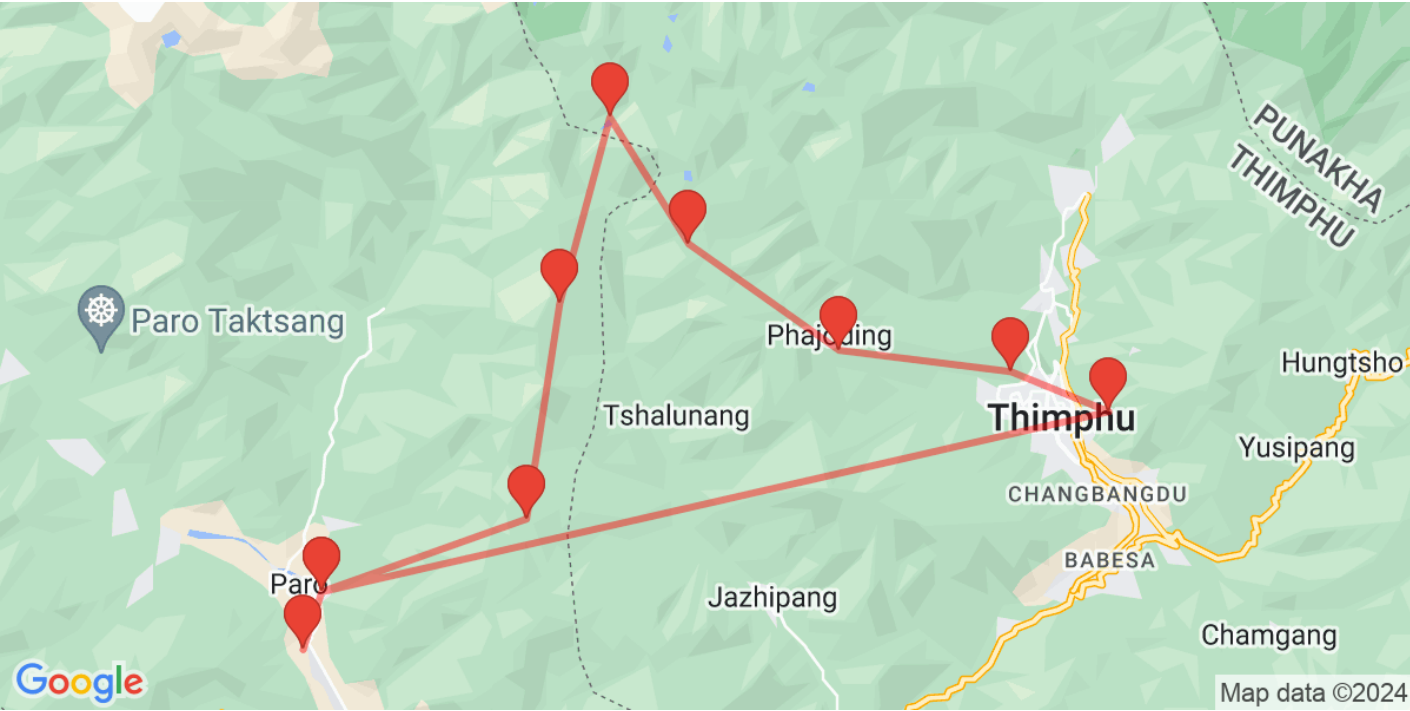 PUNAKHA
THIMPHU
Paro Taktsang
Phajoding
Hungtsho
Tshalunang
Thimphu
Yusipang
CHANGBANGDU
BABESA
Paro
Jazhipang
Chamgang
Google
Map data ©2024